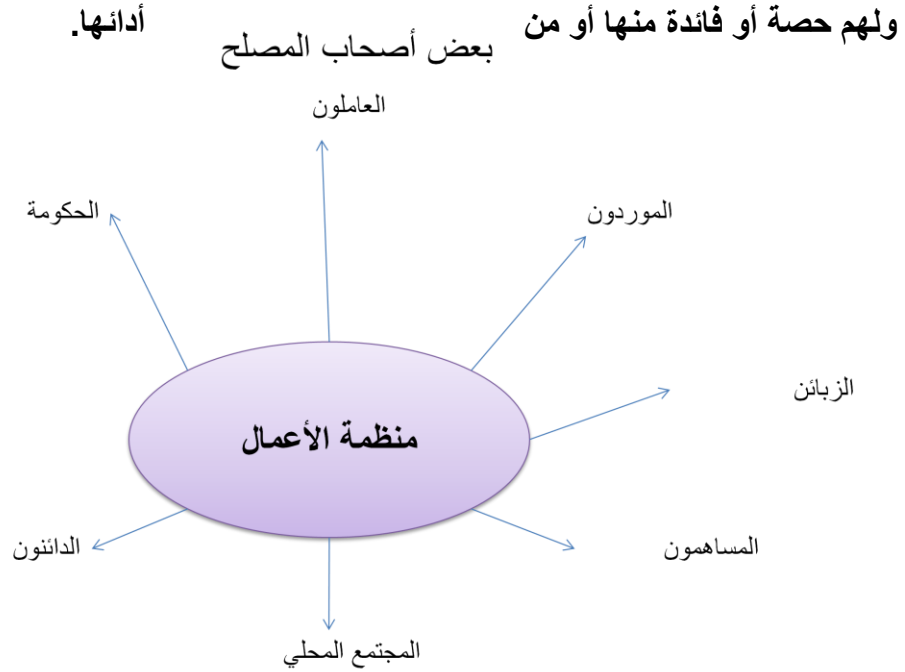 ولهم حصة أو فائدة منها أو من أدائها.
بعض أصحاب المصلح
العاملون
الموردون
الحكومة
الزبائن
منظمة الأعمال
المساهمون
الدائنون
المجتمع المحلي